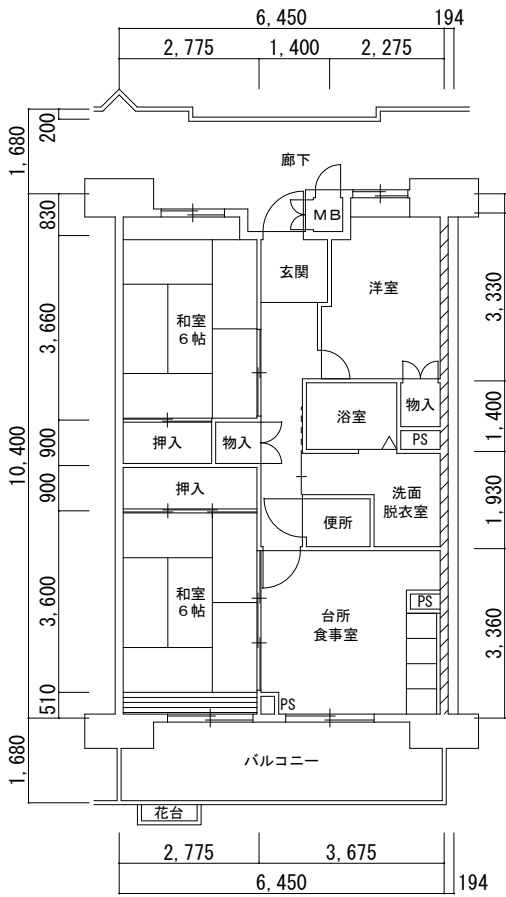 6,450
194
2,775
1,400
2,275
200
1,680
廊下
MB
830
玄関
洋室
3,330
和室
6帖
3,660
物入
浴室
1,400
押入
物入
PS
900
10,400
押入
900
洗面
脱衣室
1,930
便所
和室
6帖
3,600
PS
台所
食事室
3,360
510
PS
1,680
バルコニー
花台
2,775
3,675
6,450
194